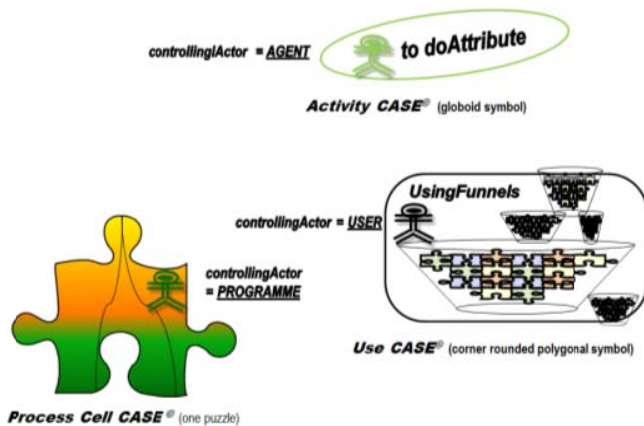 controllinglActor = AGENT
to doAttribute
Activity CASE® (globoid symbol)
UsingFunnels
controllingActor = USER
controllingActor
= PROGRAMME
Use CASE® (corner rounded polygonal symbol)
Process Cell CASE® (one puzzle)